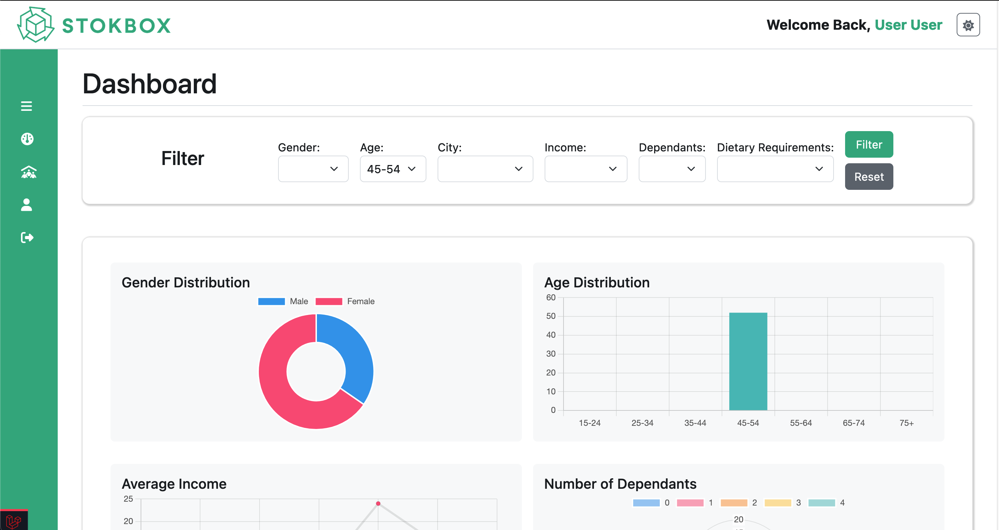 STOKBOX
Welcome Back, User User
Dashboard
Filter
Gender:
Age:
City:
Income:
Dependants:
Dietary Requirements:
45-54
Filter
Reset
Gender Distribution
Male
Female
Age Distribution
60
50
40
30
20
10
0
15-24
25-34
35-44
45-54
55-64
65-74
75+
Average Income
25
20
Number of Dependants
0
1
2
3
4
20